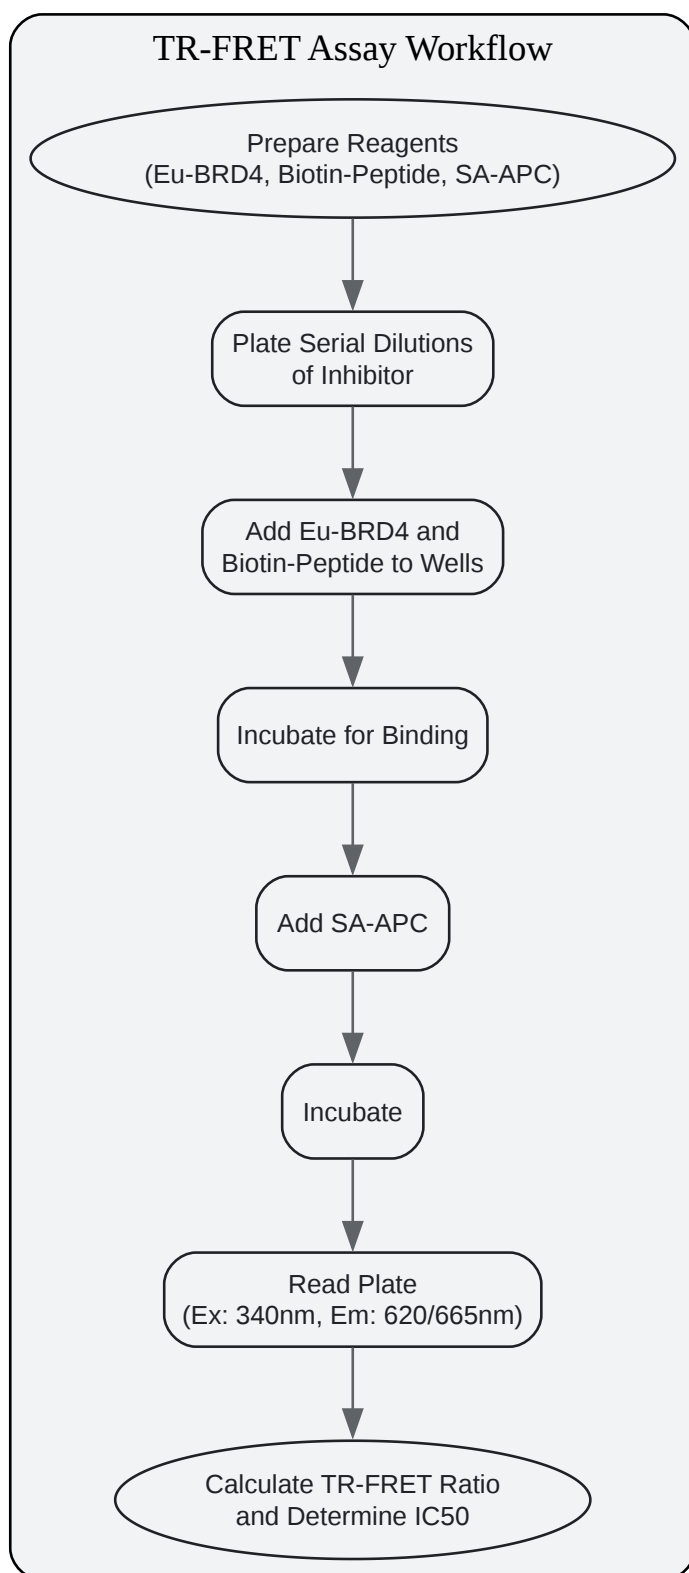 TR-FRET Assay Workflow
Prepare Reagents
(Eu-BRD4, Biotin-Peptide, SA-APC)
Plate Serial Dilutions
of Inhibitor
Add Eu-BRD4 and
Biotin-Peptide to Wells
Incubate for Binding
Add SA-APC
Incubate
Read Plate
(Ex: 340nm, Em: 620/665nm)
Calculate TR-FRET Ratio
and Determine IC50